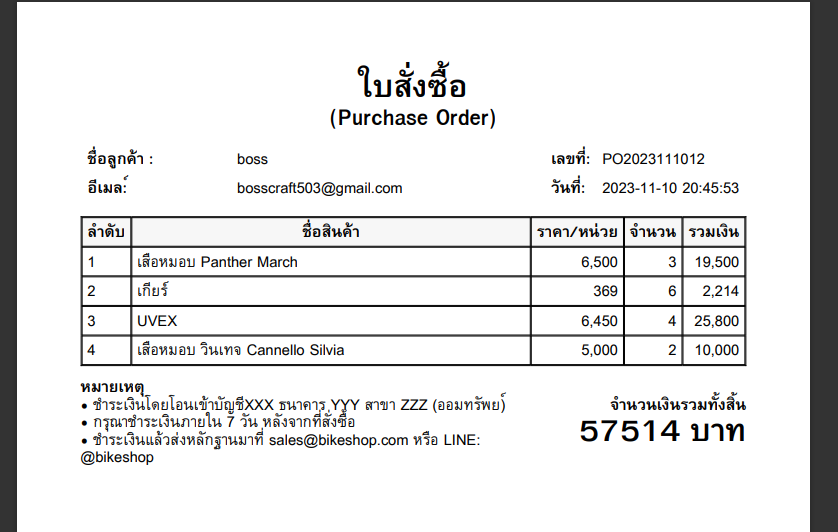 ใบสั่งซื้อ
(Purchase Order)
ชื่อลูกค้า : boss เลขที่: PO2023111012
อีเมล์: bosscraft503@gmail.com วันที่: 2023-11-10 20:45:53
ลำดับ ชื่อสินค้า ราคา/หน่วย จำนวน รวมเงิน
1 เสือหมอบ Panther March 6,500 3 19,500
2 เกียร์ 369 6 2,214
3 UVEX 6,450 4 25,800
4 เสือหมอบ วินเทจ Cannello Silvia 5,000 2 10,000
หมายเหตุ
• ชำระเงินโดยโอนเข้าบัญชีXXX ธนาคาร YYY สาขา ZZZ (ออมทรัพย์)
• กรุณาชำระเงินภายใน 7 วัน หลังจากที่สั่งซื้อ
• ชำระเงินแล้วส่งหลักฐานมาที่ sales@bikeshop.com หรือ LINE:
@bikeshop
จำนวนเงินรวมทั้งสิ้น
57514 บาท